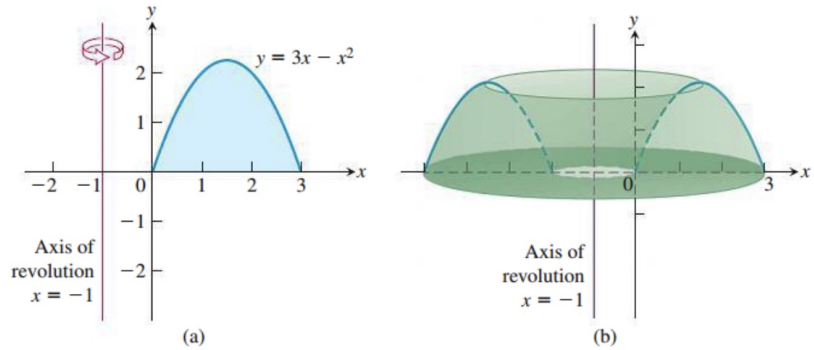 y
y = 3x − x²
2
1
−2 −1 0 1 2 3 x
−1
−2
Axis of
revolution
x = −1
(a)
y
0 3 x
Axis of
revolution
x = −1
(b)